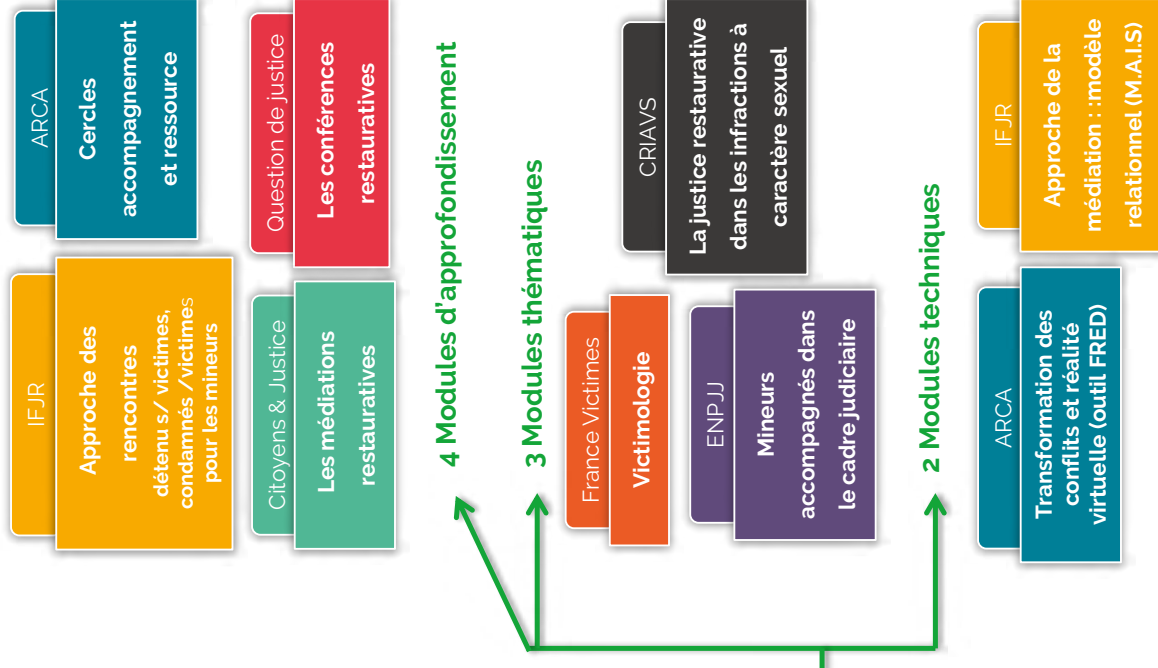 IFJR
Approche des
rencontres
détenus/ victimes,
condamnés /victimes
pour les mineurs
ARCA
Cercles
accompagnement
et ressource
Citoyens & Justice
Les médiations
restauratives
Question de justice
Les conférences
restauratives
4 Modules d'approfondissement
3 Modules thématiques
France Victimes
Victimologie
CRIAVS
La justice restaurative
dans les infractions à
caractère sexuel
ENPJJ
Mineurs
accompagnés dans
le cadre judiciaire
2 Modules techniques
ARCA
Transformation des
conflits et réalité
virtuelle (outil FRED)
IFJR
Approche de la
médiation : :modèle
relationnel (M.A.I.S)